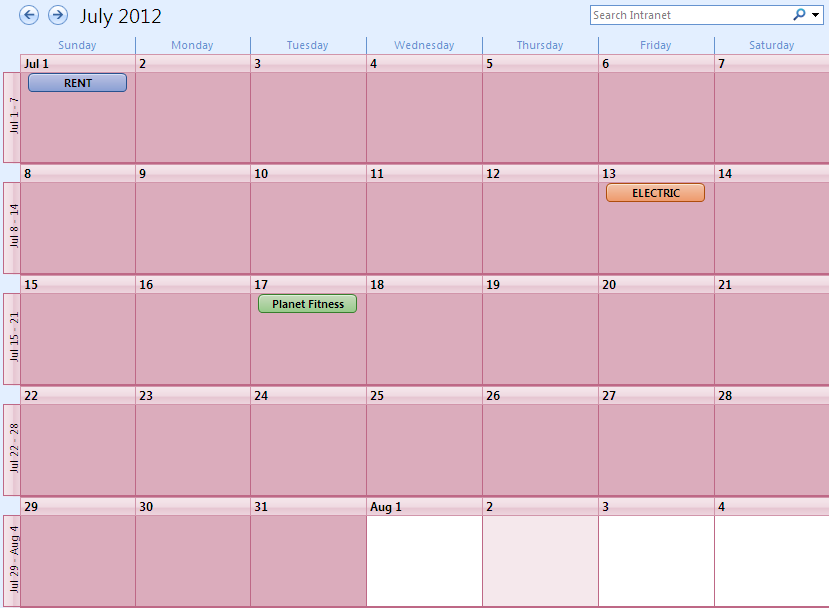 July 2012
Search Intranet
Sunday Monday Tuesday Wednesday Thursday Friday Saturday
Jul 1 2 3 4 5 6 7
Jul 1 - 7
RENT
8 9 10 11 12 13 14
Jul 8 - 14
ELECTRIC
15 16 17 18 19 20 21
Jul 15 - 21
Planet Fitness
22 23 24 25 26 27 28
Jul 22 - 28
29 30 31 Aug 1 2 3 4
Jul 29 - Aug 4